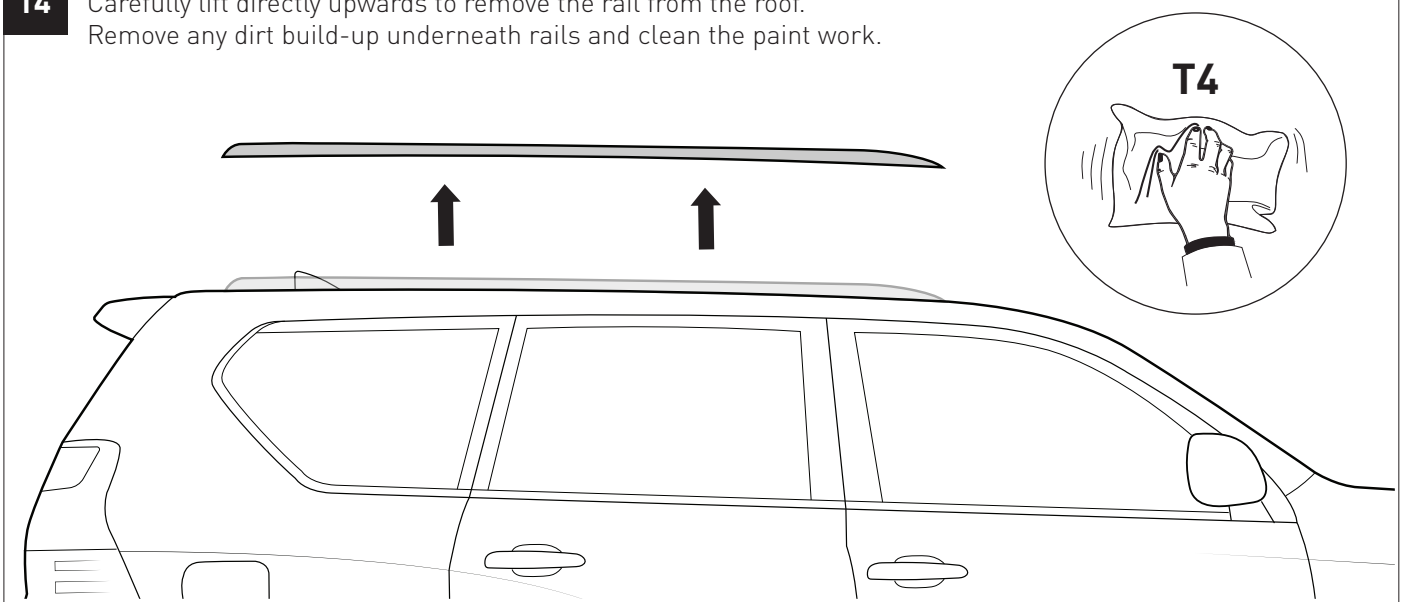 T4
Carefully lift directly upwards to remove the rail from the roof.
Remove any dirt build-up underneath rails and clean the paint work.
T4